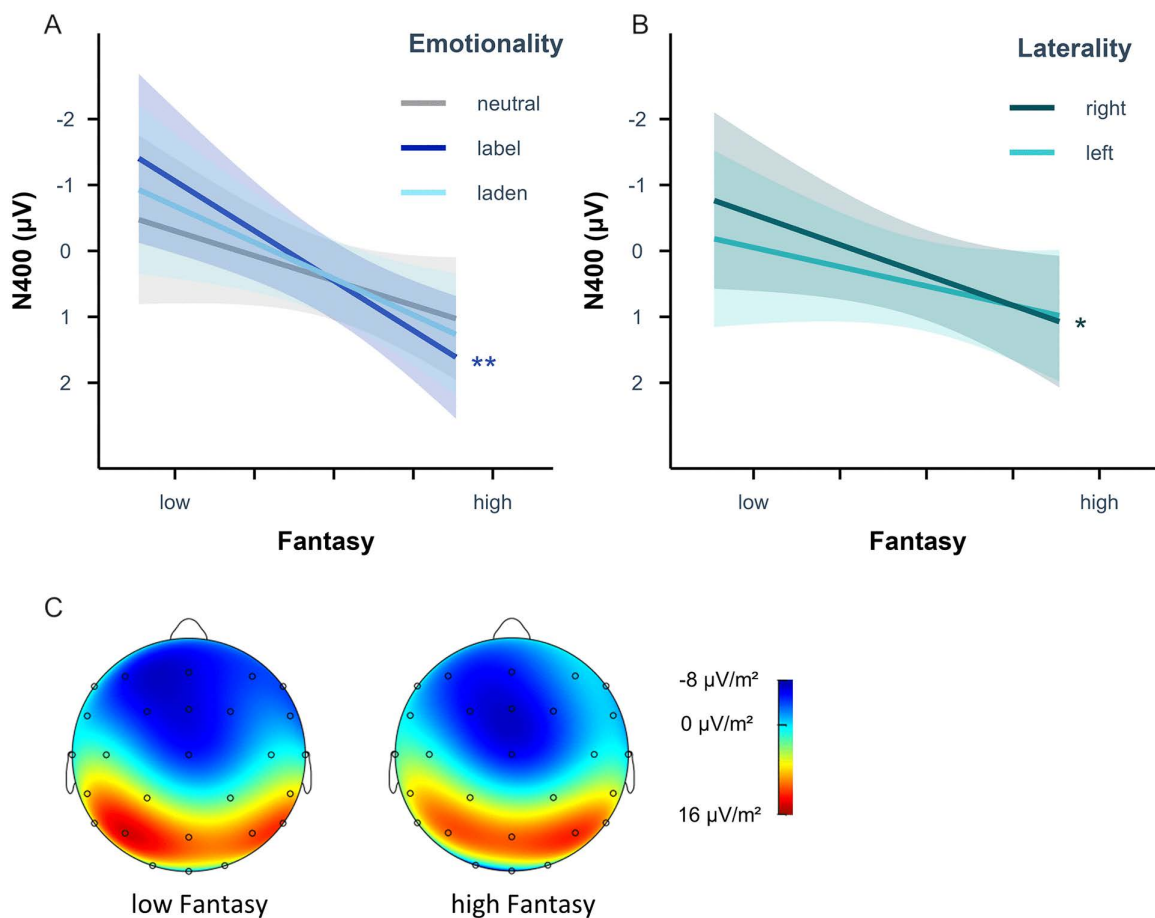 A
Emotionality
neutral
label
laden
-2
-1
0
1
2
N400 (µV)
**
low
high
Fantasy
B
Laterality
right
left
-2
-1
0
1
2
N400 (µV)
*
low
high
Fantasy
C
-8 µV/m²
0 µV/m²
16 µV/m²
low Fantasy
high Fantasy